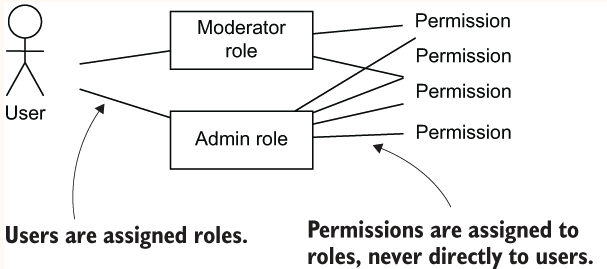 Moderator
role
Permission
Permission
Permission
Permission
User
Admin role
Users are assigned roles.
Permissions are assigned to
roles, never directly to users.